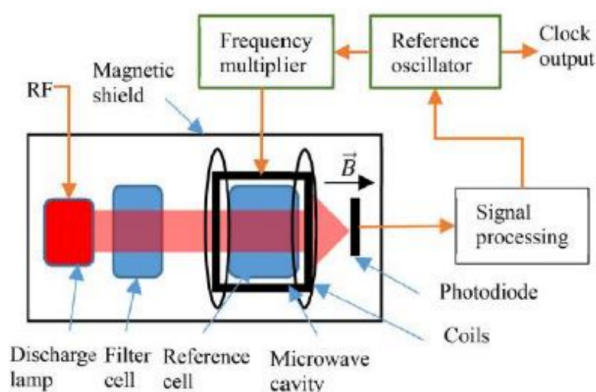 Frequency
multiplier
Reference
oscillator
Clock
output
Magnetic
shield
RF
B
Signal
processing
Photodiode
Coils
Discharge
lamp
Filter
cell
Reference
cell
Microwave
cavity